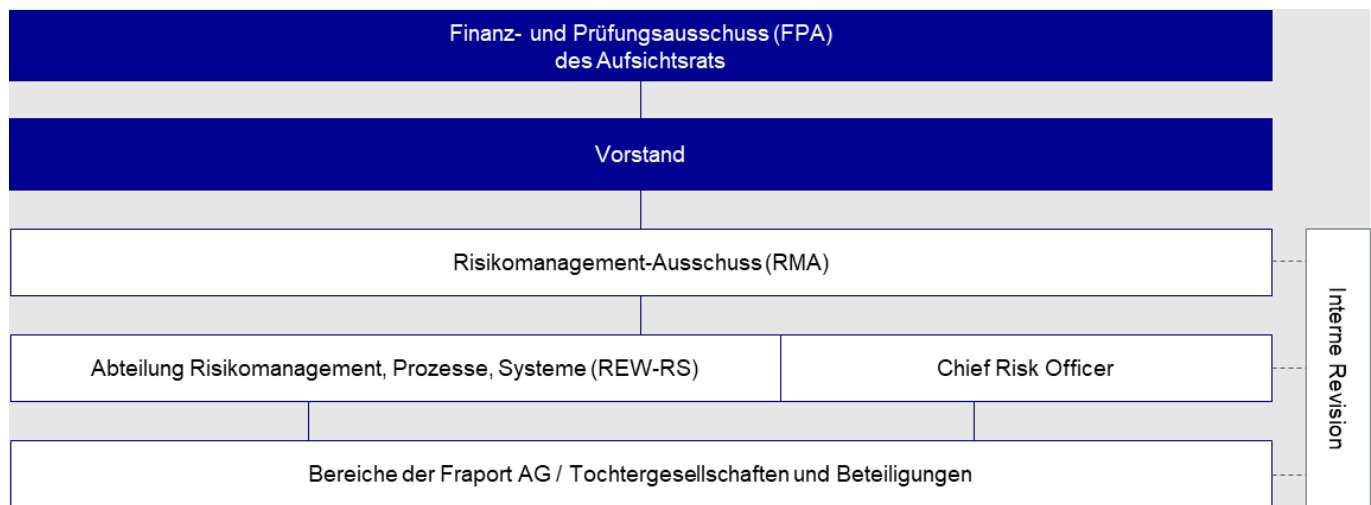 Finanz- und Prüfungsausschuss (FPA)
des Aufsichtsrats
Vorstand
Risikomanagement-Ausschuss (RMA)
Abteilung Risikomanagement, Prozesse, Systeme (REW-RS)
Chief Risk Officer
Bereiche der Fraport AG / Tochtergesellschaften und Beteiligungen
Interne Revision